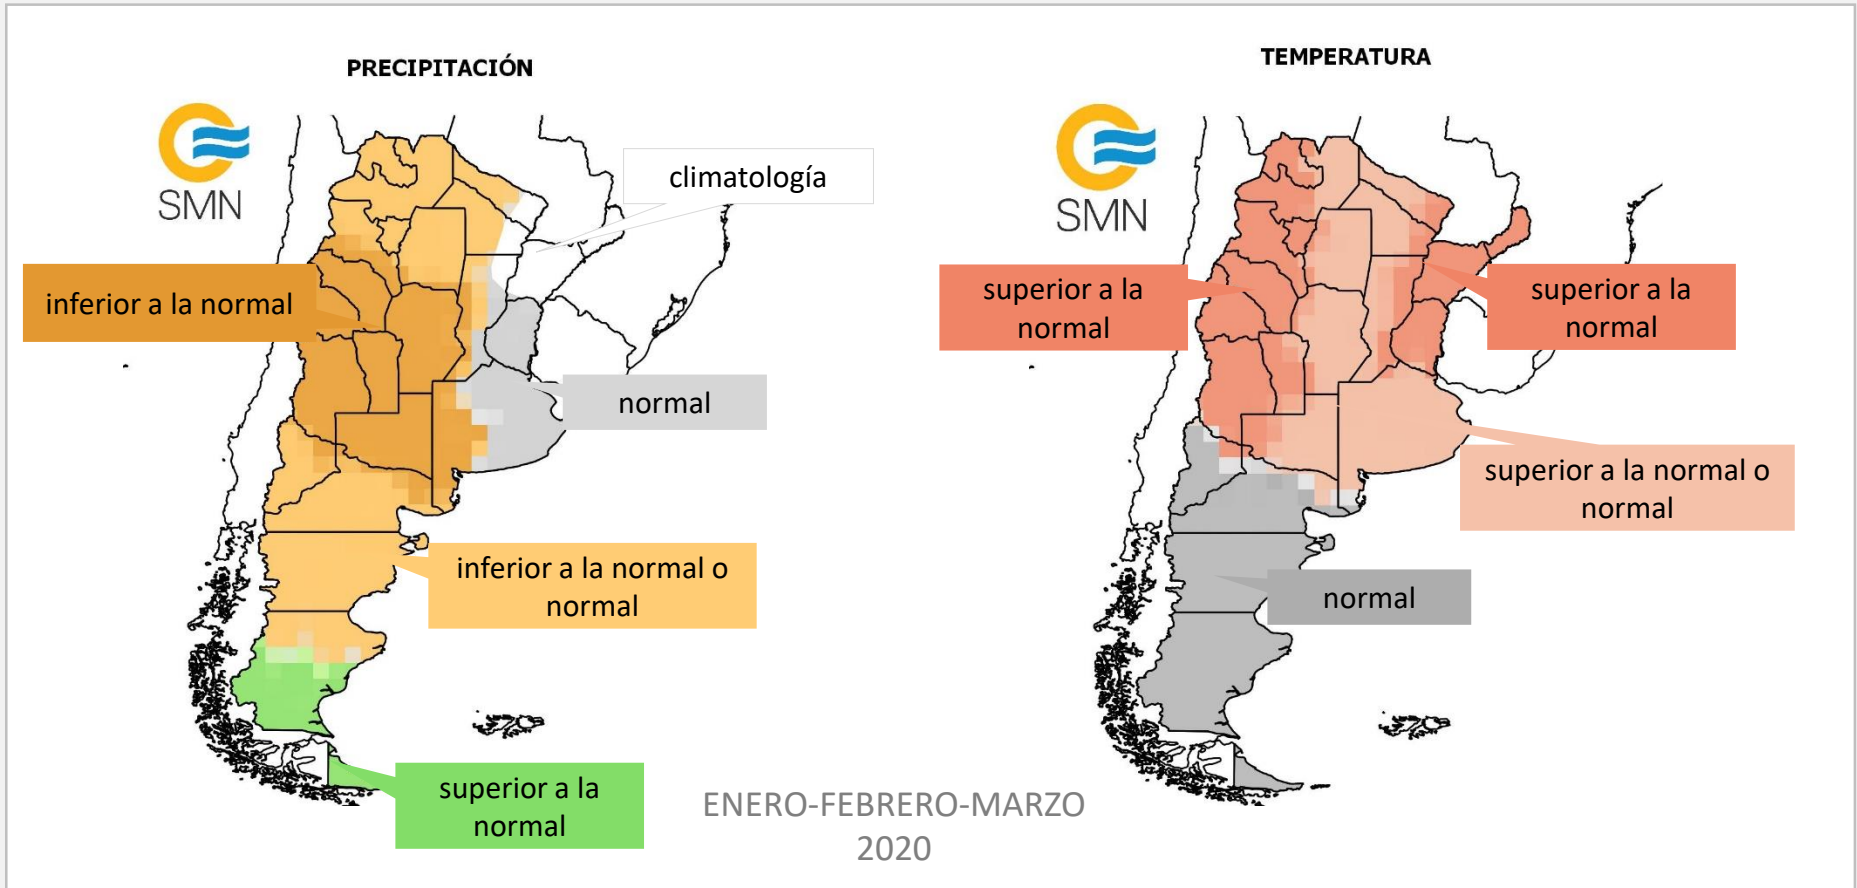 PRECIPITACIÓN
SMN
climatología
inferior a la normal
normal
inferior a la normal o
normal
superior a la
normal
TEMPERATURA
SMN
superior a la
normal
superior a la
normal
superior a la normal o
normal
normal
ENERO-FEBRERO-MARZO
2020